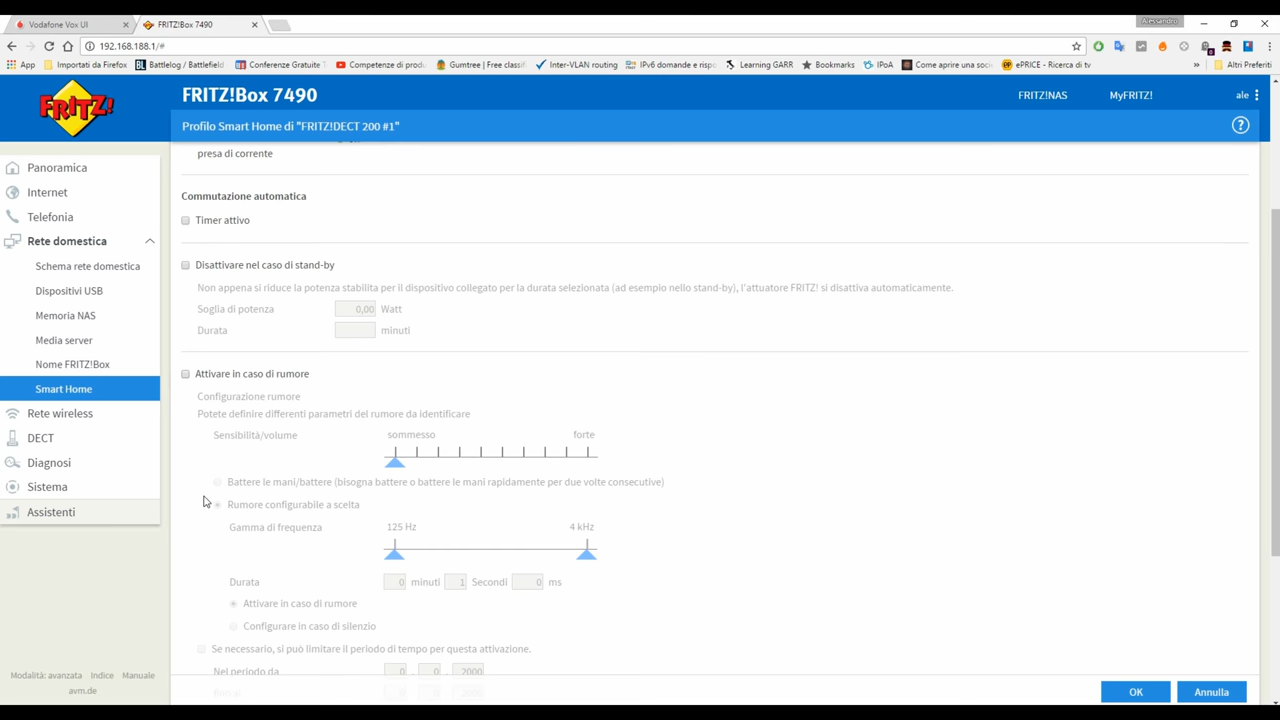 Vodafone Vox UI
FRITZ!Box 7490
Alessandro
192.168.188.1/#
App
Importati da Firefox
Battlelog / Battlefield
Conferenze Gratuite
Competenze di produ
Gumtree | Free classif
Inter-VLAN routing
IPv6 domande e rispo
Learning GARR
Bookmarks
IPoA
Come aprire una soci
ePRICE - Ricerca di tv
»
Altri Preferiti
FRITZ!
FRITZ!Box 7490
FRITZ!NAS
MyFRITZ!
ale
Profilo Smart Home di "FRITZ!DECT 200 #1"
?
Panoramica
Internet
Telefonia
Rete domestica
Schema rete domestica
Dispositivi USB
Memoria NAS
Media server
Nome FRITZ!Box
Smart Home
Rete wireless
DECT
Diagnosi
Sistema
Assistenti
Modalità: avanzata Indice Manuale
avm.de
presa di corrente
Commutazione automatica
Timer attivo
Disattivare nel caso di stand-by
Non appena si riduce la potenza stabilita per il dispositivo collegato per la durata selezionata (ad esempio nello stand-by), l'attuatore FRITZ! si disattiva automaticamente.
Soglia di potenza 0,00 Watt
Durata minuti
Attivare in caso di rumore
Configurazione rumore
Potete definire differenti parametri del rumore da identificare
Sensibilità/volume sommesso forte
Battere le mani/battere (bisogna battere o battere le mani rapidamente per due volte consecutive)
Rumore configurabile a scelta
Gamma di frequenza 125 Hz 4 kHz
Durata 0 minuti 1 Secondi 0 ms
Attivare in caso di rumore
Configurare in caso di silenzio
Se necessario, si può limitare il periodo di tempo per questa attivazione.
Nel periodo da 0 . 0 . 2000
OK
Annulla